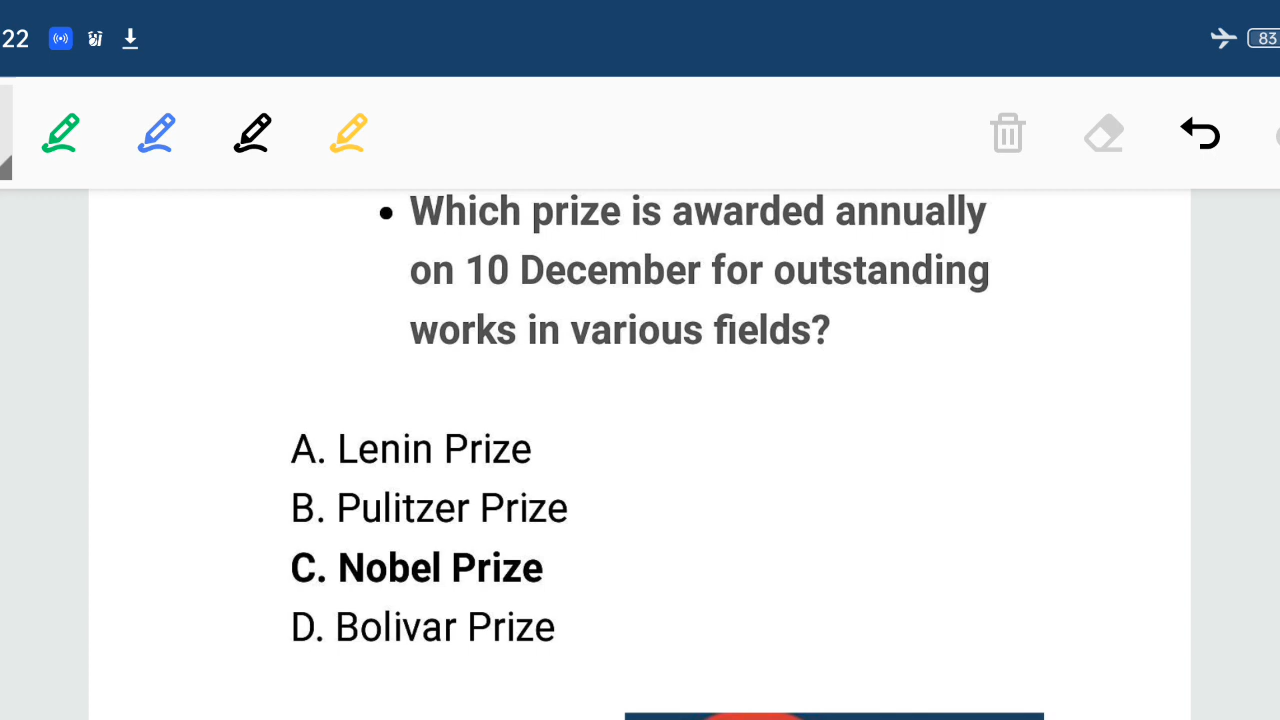 22
83
• Which prize is awarded annually
on 10 December for outstanding
works in various fields?
A. Lenin Prize
B. Pulitzer Prize
C. Nobel Prize
D. Bolivar Prize